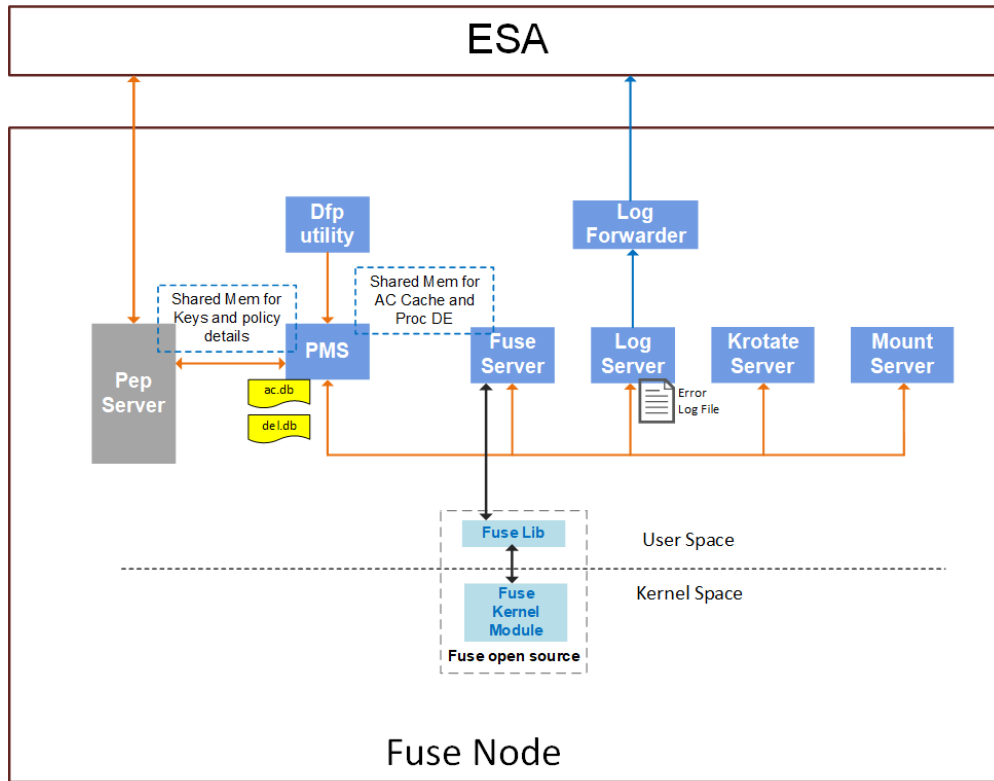 ESA
Dfp
utility
Log
Forwarder
Shared Mem for
Keys and policy
details
Shared Mem for
AC Cache and
Proc DE
Pep
Server
PMS
Fuse
Server
Log
Server
Krotate
Server
Mount
Server
ac.db
del.db
Error
Log File
Fuse Lib
User Space
Kernel Space
Fuse
Kernel
Module
Fuse open source
Fuse Node